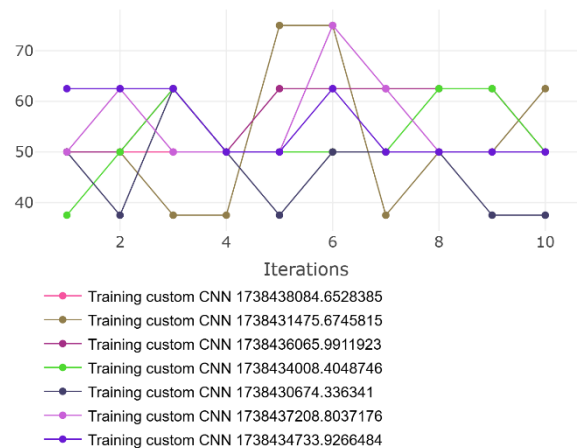 70
60
50
40
2 4 6 8 10
Iterations
Training custom CNN 1738438084.6528385
Training custom CNN 1738431475.6745815
Training custom CNN 1738436065.9911923
Training custom CNN 1738434008.4048746
Training custom CNN 1738430674.336341
Training custom CNN 1738437208.8037176
Training custom CNN 1738434733.9266484